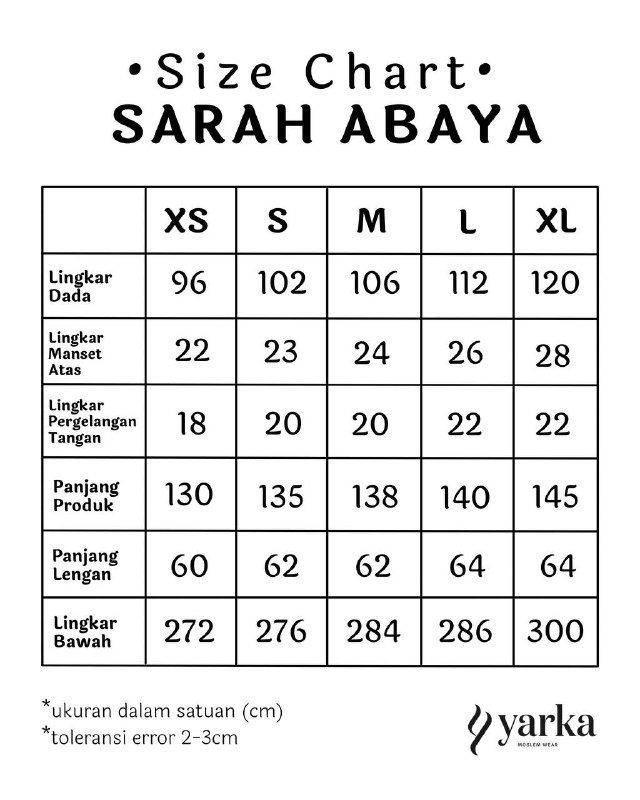 •Size Chart•
SARAH ABAYA
XS S M L XL
Lingkar
Dada
96 102 106 112 120
Lingkar
Manset
Atas
22 23 24 26 28
Lingkar
Pergelangan
Tangan
18 20 20 22 22
Panjang
Produk
130 135 138 140 145
Panjang
Lengan
60 62 62 64 64
Lingkar
Bawah
272 276 284 286 300
*ukuran dalam satuan (cm)
*toleransi error 2-3cm
yarka
MOSLEM WEAR